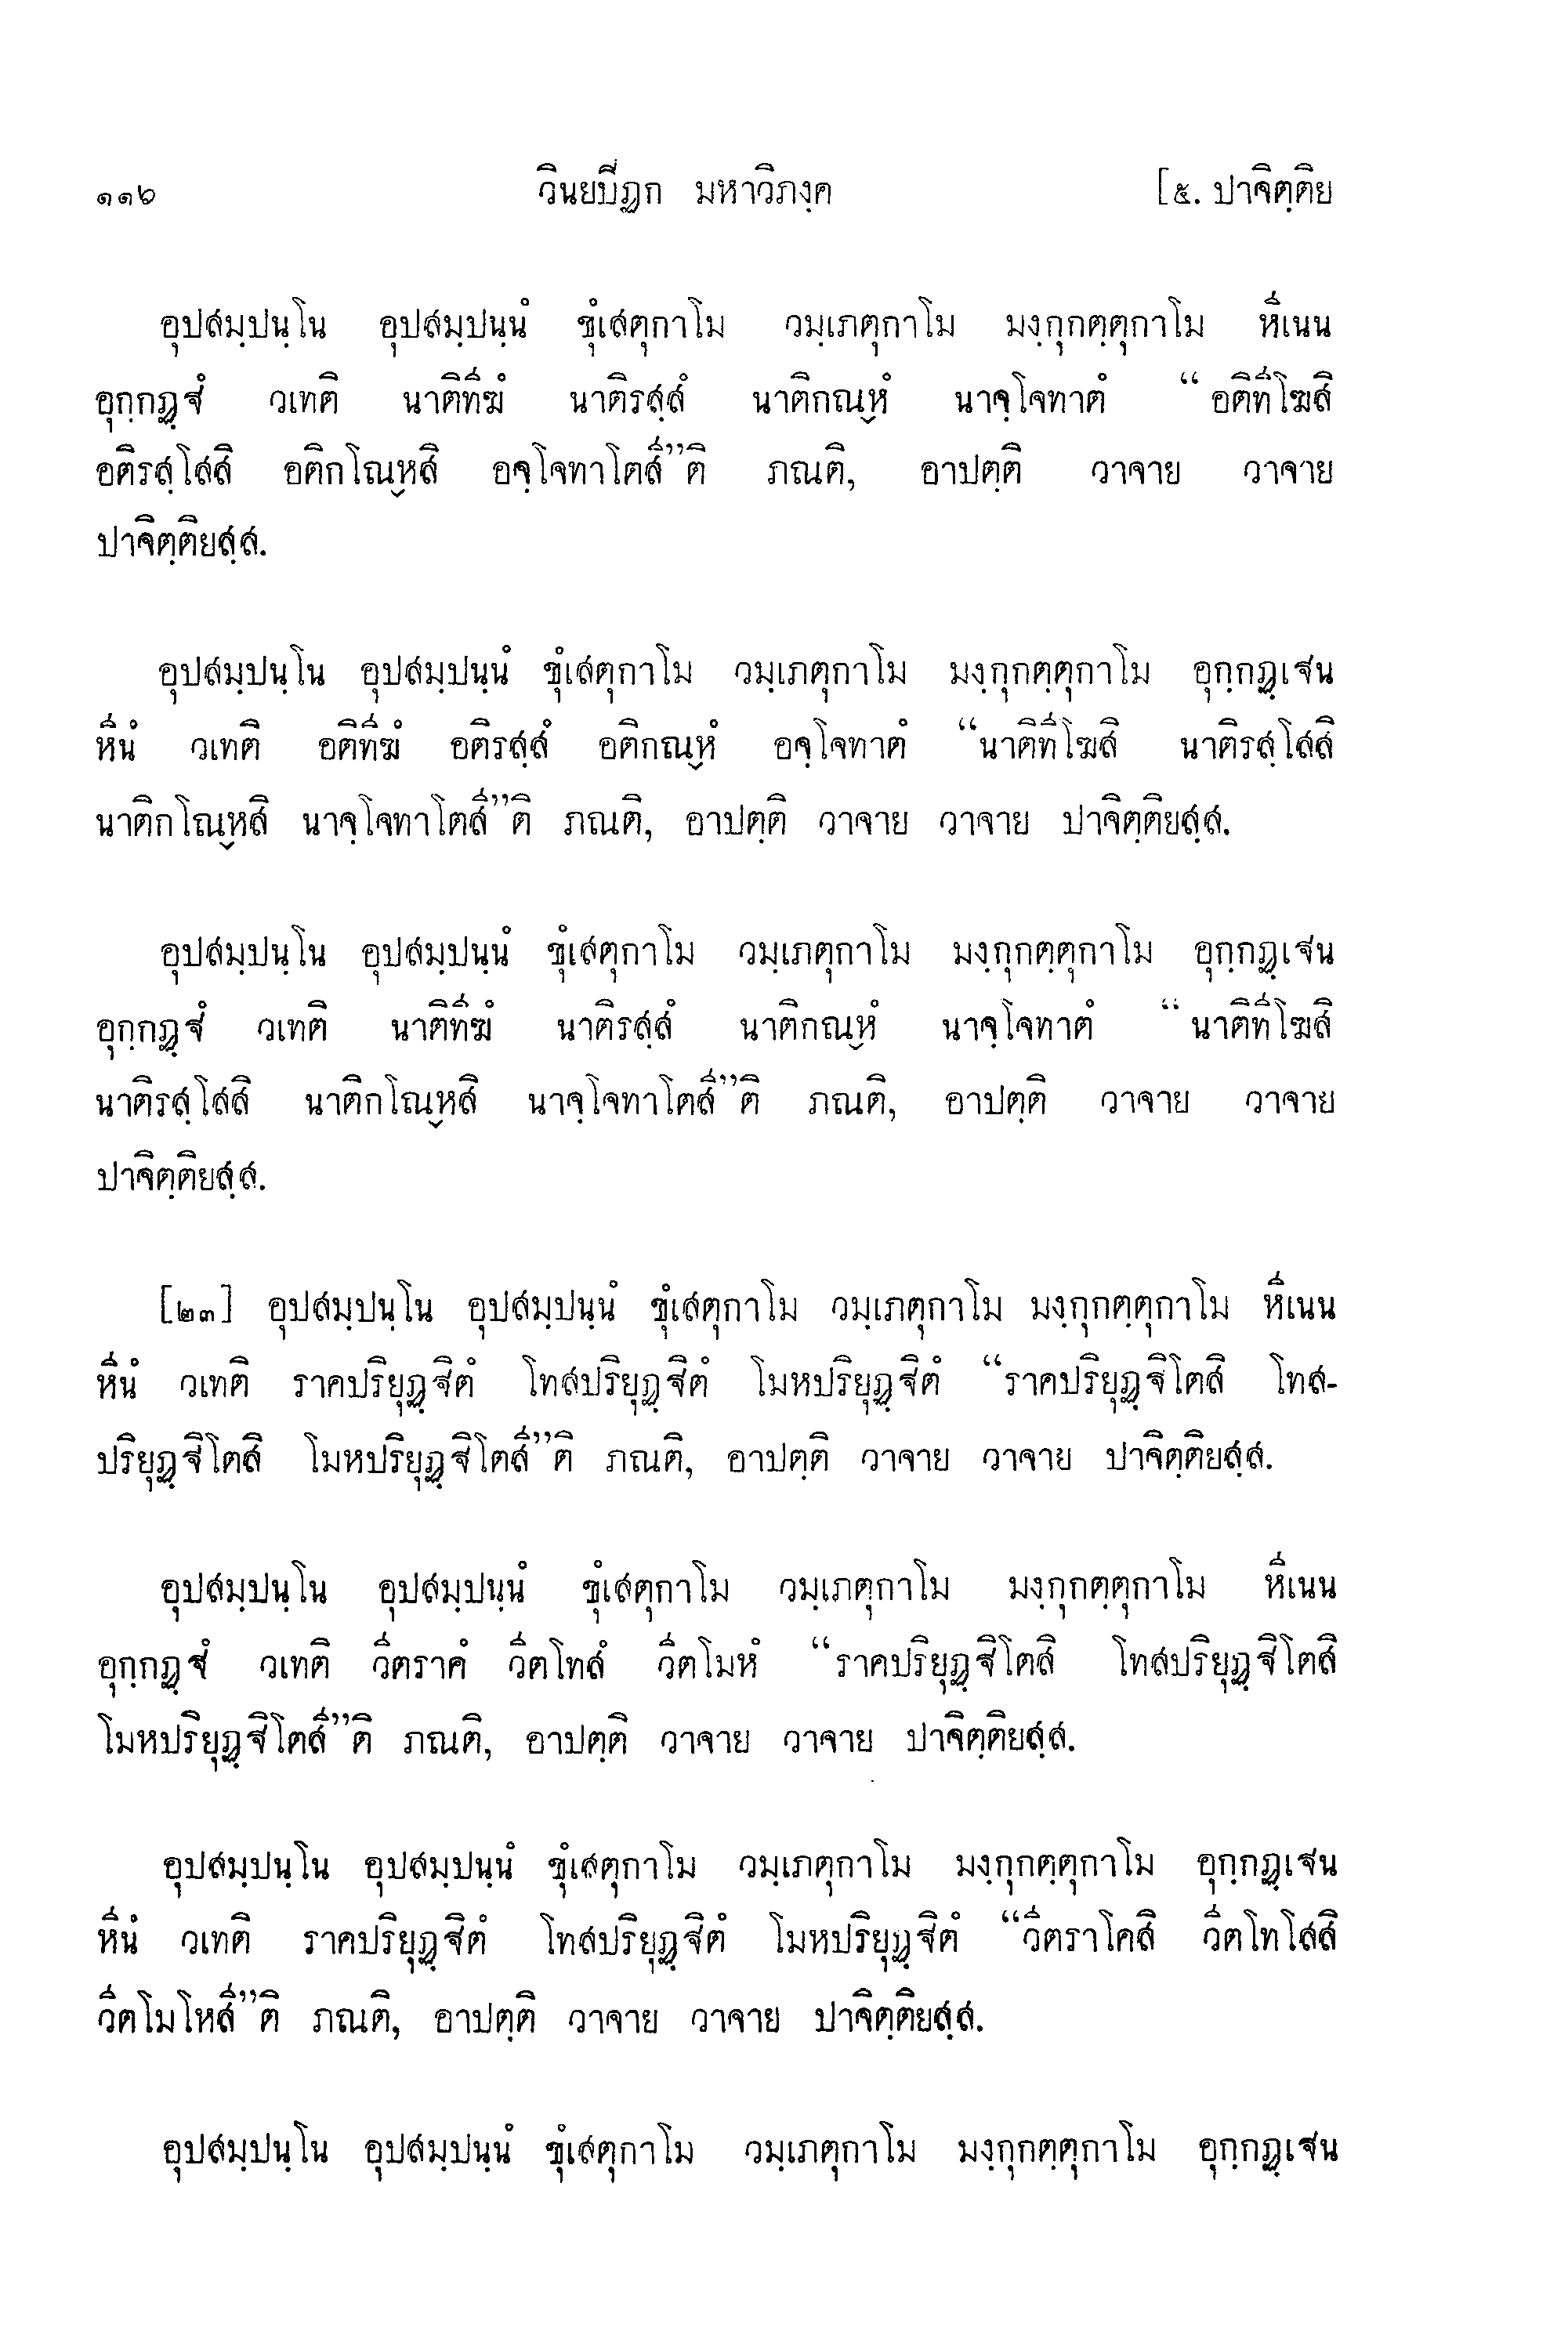 ๑๑๖ วินยปิฏก มหาวิภงฺค [๕. ปาจิตฺติย
อุปสมฺปนฺโน อุปสมฺปนฺนํ ขุํเสตุกาโม วมฺเภตุกาโม มงฺกุกตฺตุกาโม หีเนน
อุกฺกฏฺฐํ วเทติ นาติทีฆํ นาติรสฺสํ นาติกณฺหํ นาจฺโจทาตํ “อติทีโฆสิ
อติรสฺโสสิ อติกโณฺหสิ อจฺโจทาโตสี”ติ ภณติ, อาปตฺติ วาจาย วาจาย
ปาจิตฺติยสฺส.
อุปสมฺปนฺโน อุปสมฺปนฺนํ ขุํเสตุกาโม วมฺเภตุกาโม มงฺกุกตฺตุกาโม อุกฺกฏฺเฐน
หีนํ วเทติ อติทีฆํ อติรสฺสํ อติกณฺหํ อจฺโจทาตํ “นาติทีโฆสิ นาติรสฺโสสิ
นาติกโณฺหสิ นาจฺโจทาโตสี”ติ ภณติ, อาปตฺติ วาจาย วาจาย ปาจิตฺติยสฺส.
อุปสมฺปนฺโน อุปสมฺปนฺนํ ขุํเสตุกาโม วมฺเภตุกาโม มงฺกุกตฺตุกาโม อุกฺกฏฺเฐน
อุกฺกฏฺฐํ วเทติ นาติทีฆํ นาติรสฺสํ นาติกณฺหํ นาจฺโจทาตํ “นาติทีโฆสิ
นาติรสฺโสสิ นาติกโณฺหสิ นาจฺโจทาโตสี”ติ ภณติ, อาปตฺติ วาจาย วาจาย
ปาจิตฺติยสฺส.
[๒๓] อุปสมฺปนฺโน อุปสมฺปนฺนํ ขุํเสตุกาโม วมฺเภตุกาโม มงฺกุกตฺตุกาโม หีเนน
หีนํ วเทติ ราคปริยุฏฺฐิตํ โทสปริยุฏฺฐิตํ โมหปริยุฏฺฐิตํ “ราคปริยุฏฺฐิโตสิ โทส-
ปริยุฏฺฐิโตสิ โมหปริยุฏฺฐิโตสี”ติ ภณติ, อาปตฺติ วาจาย วาจาย ปาจิตฺติยสฺส.
อุปสมฺปนฺโน อุปสมฺปนฺนํ ขุํเสตุกาโม วมฺเภตุกาโม มงฺกุกตฺตุกาโม หีเนน
อุกฺกฏฺฐํ วเทติ วีตราคํ วีตโทสํ วีตโมหํ “ราคปริยุฏฺฐิโตสิ โทสปริยุฏฺฐิโตสิ
โมหปริยุฏฺฐิโตสี”ติ ภณติ, อาปตฺติ วาจาย วาจาย ปาจิตฺติยสฺส.
อุปสมฺปนฺโน อุปสมฺปนฺนํ ขุํเสตุกาโม วมฺเภตุกาโม มงฺกุกตฺตุกาโม อุกฺกฏฺเฐน
หีนํ วเทติ ราคปริยุฏฺฐิตํ โทสปริยุฏฺฐิตํ โมหปริยุฏฺฐิตํ “วีตราโคสิ วีตโทโสสิ
วีตโมโหสี”ติ ภณติ, อาปตฺติ วาจาย วาจาย ปาจิตฺติยสฺส.
อุปสมฺปนฺโน อุปสมฺปนฺนํ ขุํเสตุกาโม วมฺเภตุกาโม มงฺกุกตฺตุกาโม อุกฺกฏฺเฐน